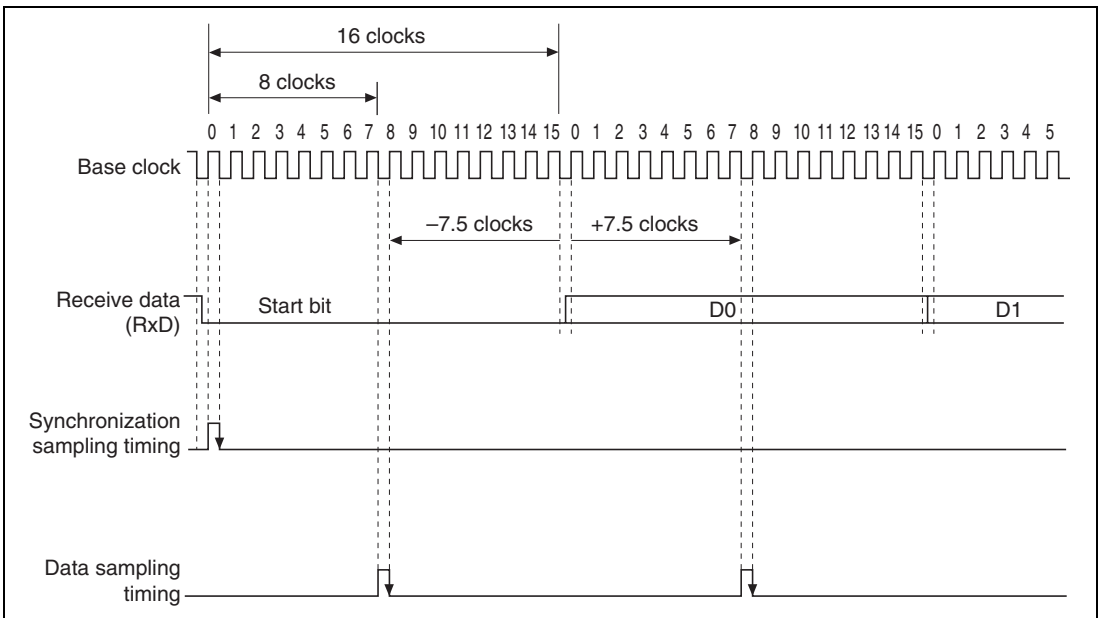 16 clocks
8 clocks
0 1 2 3 4 5 6 7 8 9 10 11 12 13 14 15 0 1 2 3 4 5 6 7 8 9 10 11 12 13 14 15 0 1 2 3 4 5
Base clock
–7.5 clocks +7.5 clocks
Receive data
(RxD)
Start bit D0 D1
Synchronization
sampling timing
Data sampling
timing